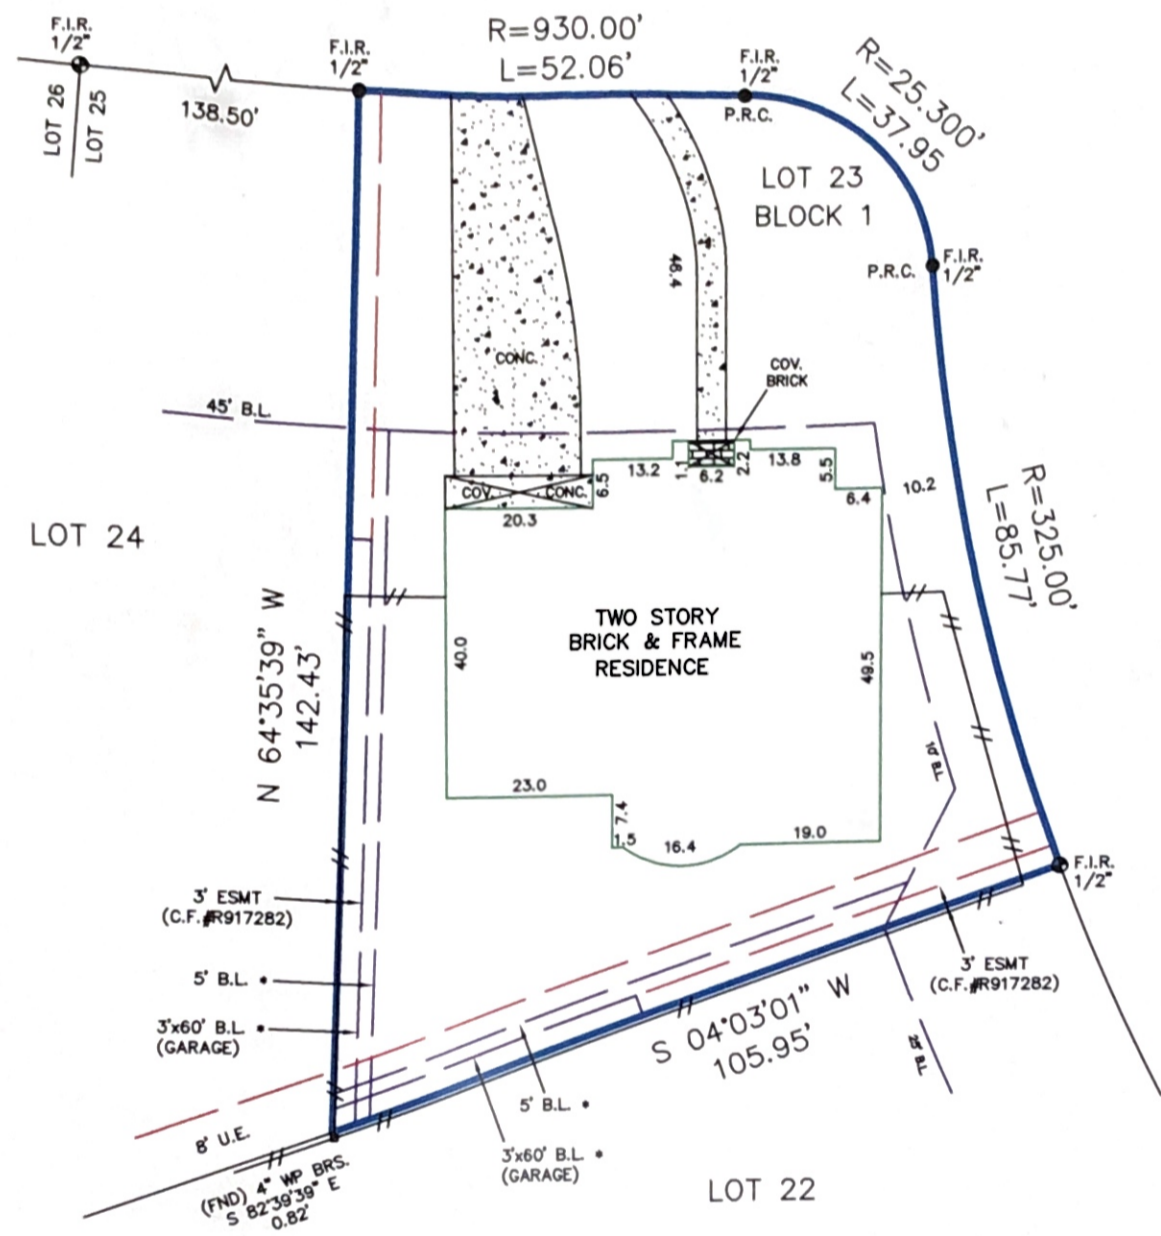 F.I.R.
1/2"
LOT 26
LOT 25
138.50'
F.I.R.
1/2"
R=930.00'
L=52.06'
F.I.R.
1/2"
P.R.C.
R=25.300'
L=37.95
LOT 23
BLOCK 1
P.R.C.
F.I.R.
1/2"
46.4
CONC.
COV.
BRICK
45' B.L.
13.2
1.1
6.2
2.2
13.8
5.5
6.4
10.2
6.5
COV.
CONC.
20.3
R=325.00'
L=85.77'
LOT 24
N 64°35'39" W
142.43'
40.0
TWO STORY
BRICK & FRAME
RESIDENCE
49.5
10' B.L.
23.0
7.4
1.5
16.4
19.0
F.I.R.
1/2"
3' ESMT
(C.F.#R917282)
5' B.L. *
3'x60' B.L. *
(GARAGE)
3' ESMT
(C.F.#R917282)
S 04°03'01" W
105.95'
25' B.L.
5' B.L. *
3'x60' B.L. *
(GARAGE)
8' U.E.
(FND) 4" WP BRS.
S 82°39'39" E
0.82'
LOT 22